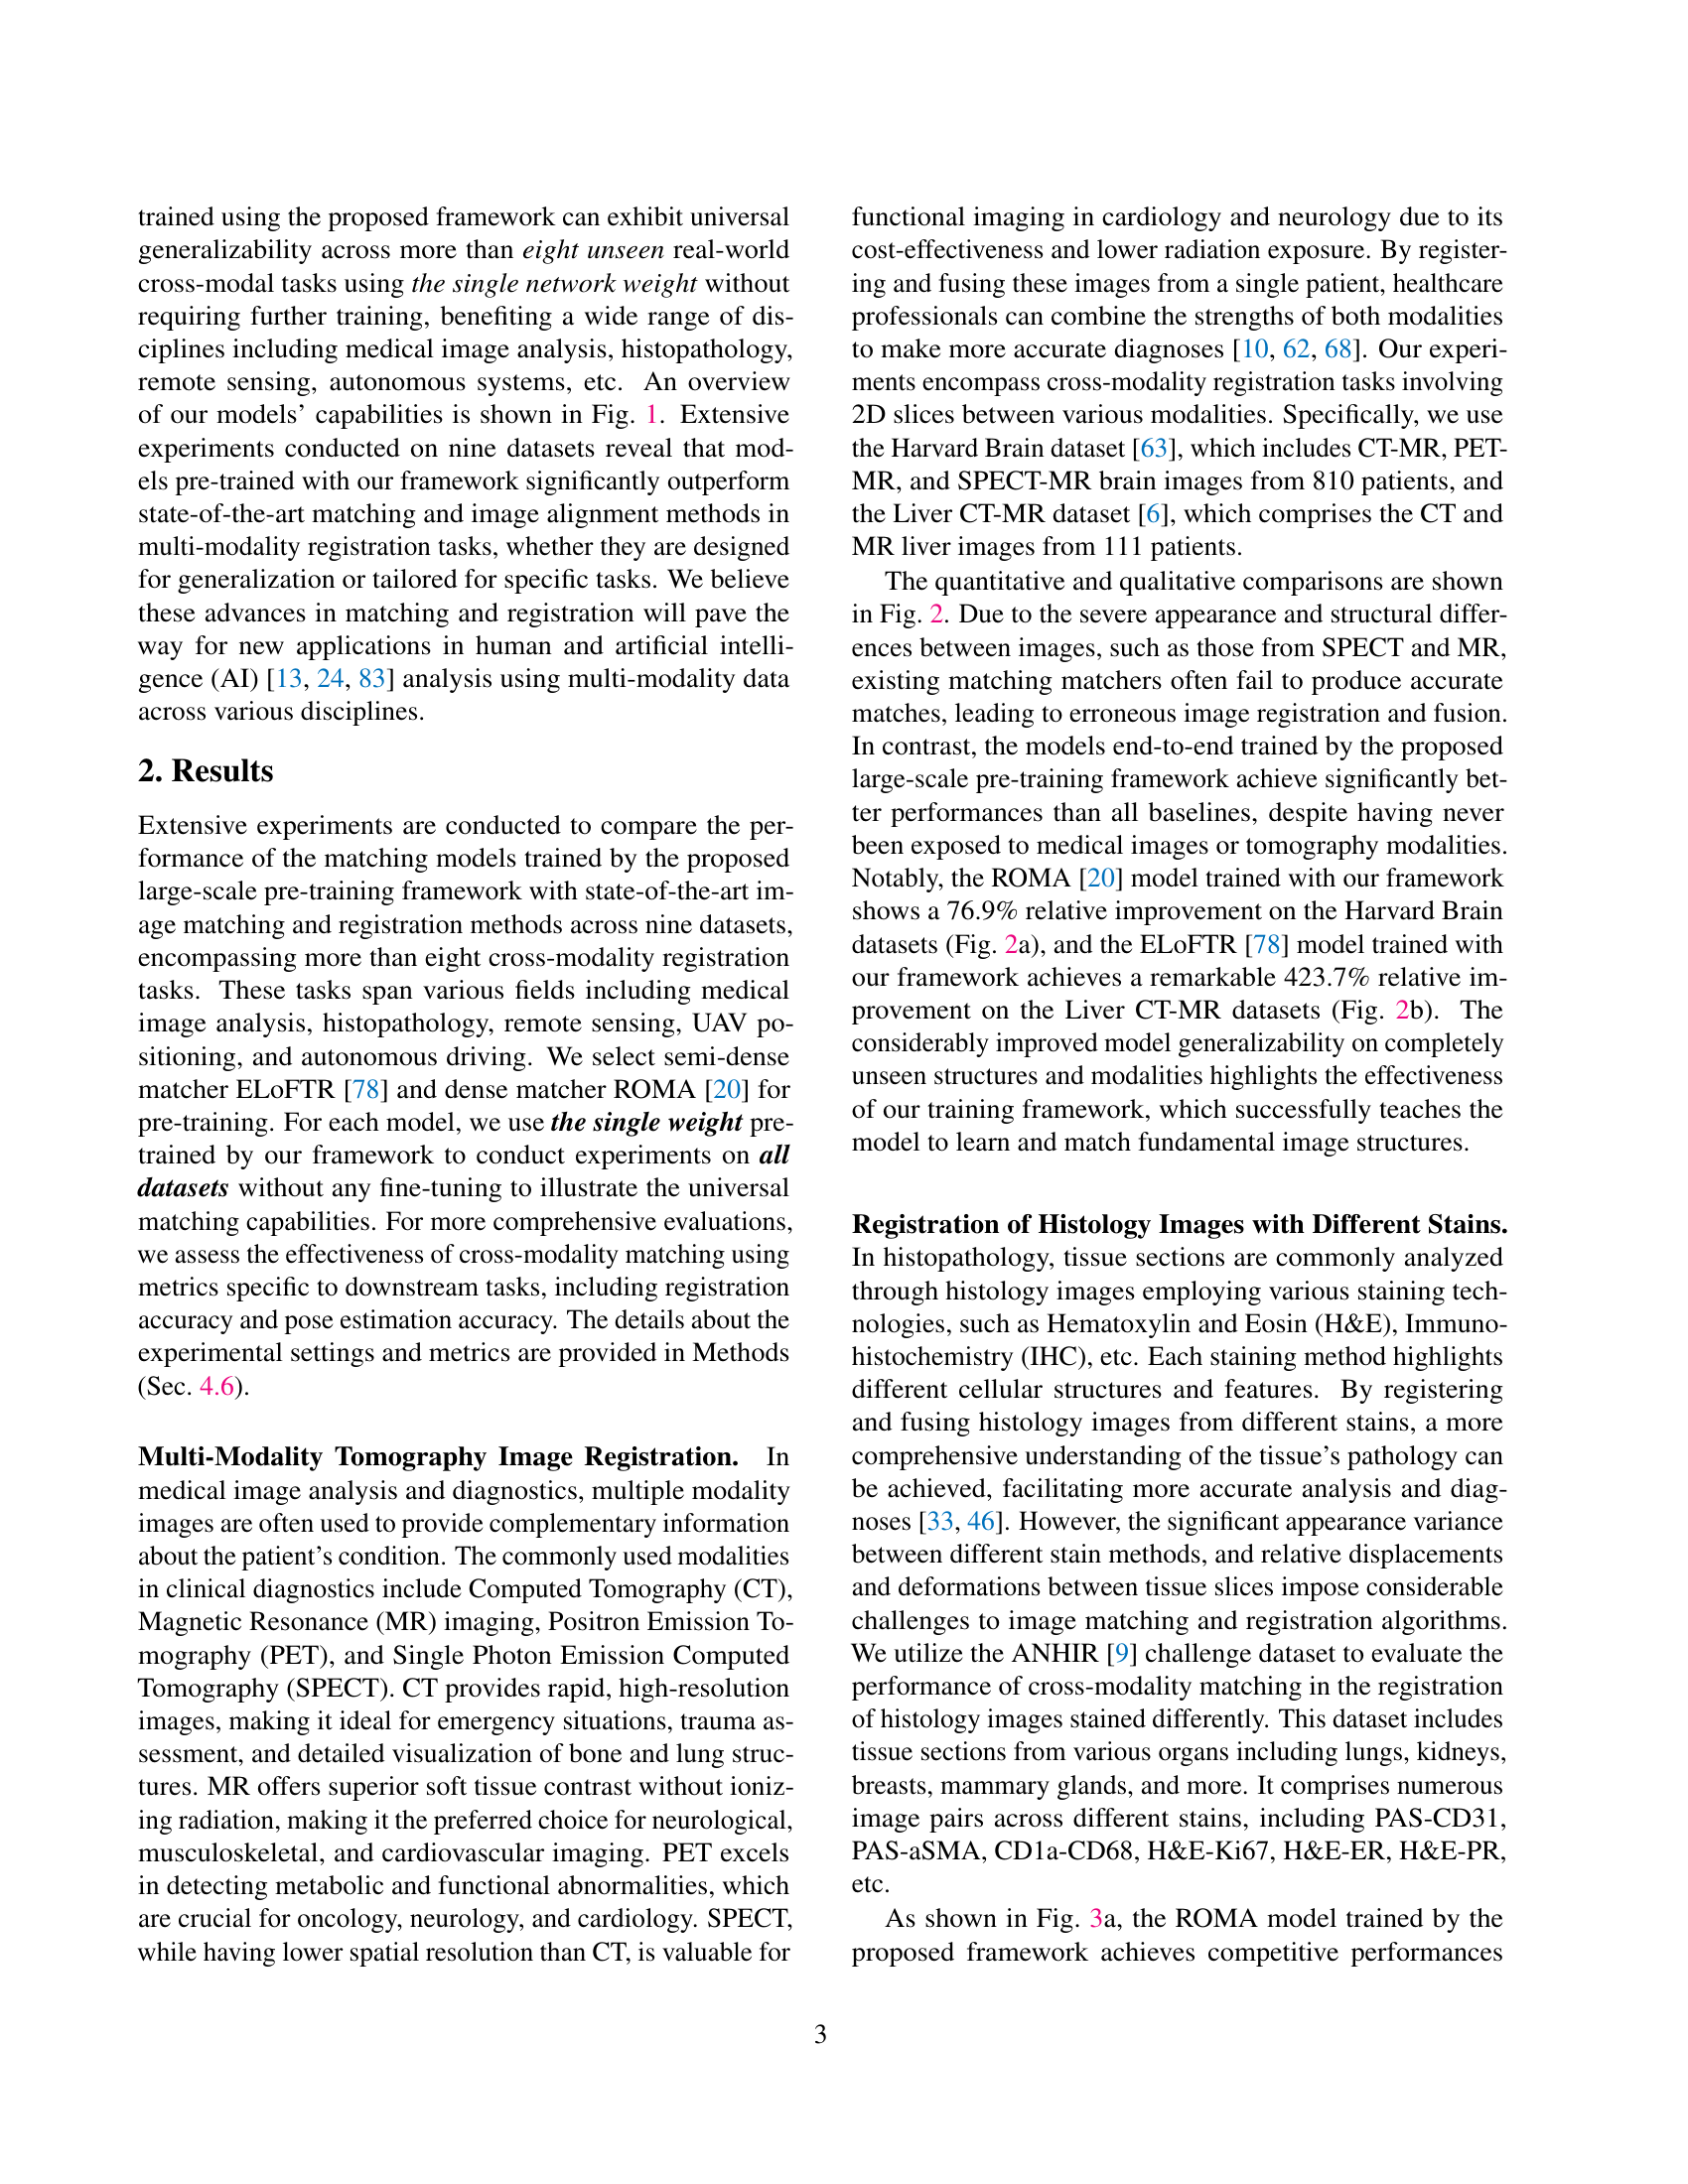 trained using the proposed framework can exhibit universal
generalizability across more than eight unseen real-world
cross-modal tasks using the single network weight without
requiring further training, benefiting a wide range of dis-
ciplines including medical image analysis, histopathology,
remote sensing, autonomous systems, etc. An overview
of our models’ capabilities is shown in Fig. 1. Extensive
experiments conducted on nine datasets reveal that mod-
els pre-trained with our framework significantly outperform
state-of-the-art matching and image alignment methods in
multi-modality registration tasks, whether they are designed
for generalization or tailored for specific tasks. We believe
these advances in matching and registration will pave the
way for new applications in human and artificial intelli-
gence (AI) [13, 24, 83] analysis using multi-modality data
across various disciplines.
2. Results
Extensive experiments are conducted to compare the per-
formance of the matching models trained by the proposed
large-scale pre-training framework with state-of-the-art im-
age matching and registration methods across nine datasets,
encompassing more than eight cross-modality registration
tasks. These tasks span various fields including medical
image analysis, histopathology, remote sensing, UAV po-
sitioning, and autonomous driving. We select semi-dense
matcher ELoFTR [78] and dense matcher ROMA [20] for
pre-training. For each model, we use the single weight pre-
trained by our framework to conduct experiments on all
datasets without any fine-tuning to illustrate the universal
matching capabilities. For more comprehensive evaluations,
we assess the effectiveness of cross-modality matching using
metrics specific to downstream tasks, including registration
accuracy and pose estimation accuracy. The details about the
experimental settings and metrics are provided in Methods
(Sec. 4.6).
Multi-Modality Tomography Image Registration. In
medical image analysis and diagnostics, multiple modality
images are often used to provide complementary information
about the patient’s condition. The commonly used modalities
in clinical diagnostics include Computed Tomography (CT),
Magnetic Resonance (MR) imaging, Positron Emission To-
mography (PET), and Single Photon Emission Computed
Tomography (SPECT). CT provides rapid, high-resolution
images, making it ideal for emergency situations, trauma as-
sessment, and detailed visualization of bone and lung struc-
tures. MR offers superior soft tissue contrast without ioniz-
ing radiation, making it the preferred choice for neurological,
musculoskeletal, and cardiovascular imaging. PET excels
in detecting metabolic and functional abnormalities, which
are crucial for oncology, neurology, and cardiology. SPECT,
while having lower spatial resolution than CT, is valuable for
functional imaging in cardiology and neurology due to its
cost-effectiveness and lower radiation exposure. By register-
ing and fusing these images from a single patient, healthcare
professionals can combine the strengths of both modalities
to make more accurate diagnoses [10, 62, 68]. Our experi-
ments encompass cross-modality registration tasks involving
2D slices between various modalities. Specifically, we use
the Harvard Brain dataset [63], which includes CT-MR, PET-
MR, and SPECT-MR brain images from 810 patients, and
the Liver CT-MR dataset [6], which comprises the CT and
MR liver images from 111 patients.
The quantitative and qualitative comparisons are shown
in Fig. 2. Due to the severe appearance and structural differ-
ences between images, such as those from SPECT and MR,
existing matching matchers often fail to produce accurate
matches, leading to erroneous image registration and fusion.
In contrast, the models end-to-end trained by the proposed
large-scale pre-training framework achieve significantly bet-
ter performances than all baselines, despite having never
been exposed to medical images or tomography modalities.
Notably, the ROMA [20] model trained with our framework
shows a 76.9% relative improvement on the Harvard Brain
datasets (Fig. 2a), and the ELoFTR [78] model trained with
our framework achieves a remarkable 423.7% relative im-
provement on the Liver CT-MR datasets (Fig. 2b). The
considerably improved model generalizability on completely
unseen structures and modalities highlights the effectiveness
of our training framework, which successfully teaches the
model to learn and match fundamental image structures.
Registration of Histology Images with Different Stains.
In histopathology, tissue sections are commonly analyzed
through histology images employing various staining tech-
nologies, such as Hematoxylin and Eosin (H&E), Immuno-
histochemistry (IHC), etc. Each staining method highlights
different cellular structures and features. By registering
and fusing histology images from different stains, a more
comprehensive understanding of the tissue’s pathology can
be achieved, facilitating more accurate analysis and diag-
noses [33, 46]. However, the significant appearance variance
between different stain methods, and relative displacements
and deformations between tissue slices impose considerable
challenges to image matching and registration algorithms.
We utilize the ANHIR [9] challenge dataset to evaluate the
performance of cross-modality matching in the registration
of histology images stained differently. This dataset includes
tissue sections from various organs including lungs, kidneys,
breasts, mammary glands, and more. It comprises numerous
image pairs across different stains, including PAS-CD31,
PAS-aSMA, CD1a-CD68, H&E-Ki67, H&E-ER, H&E-PR,
etc.
As shown in Fig. 3a, the ROMA model trained by the
proposed framework achieves competitive performances
3